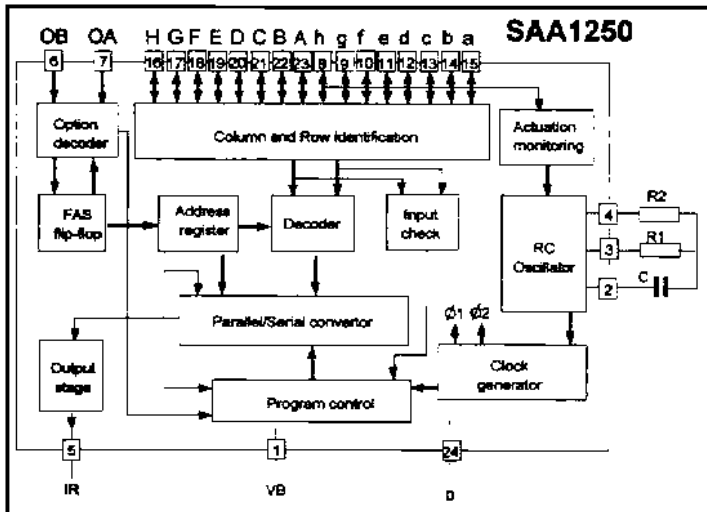 SAA1250
OB OA H G F E D C B A h g f e d c b a
6 7 16 17 18 19 20 21 22 23 8 9 10 11 12 13 14 15
Option decoder
Column and Row identification
Actuation monitoring
FAS flip-flop
Address register
Decoder
Input check
RC Oscillator
4 R2
3 R1
2 C
Parallel/Serial convertor
Ø1 Ø2
Output stage
Program control
Clock generator
5 1 24
IR VB D